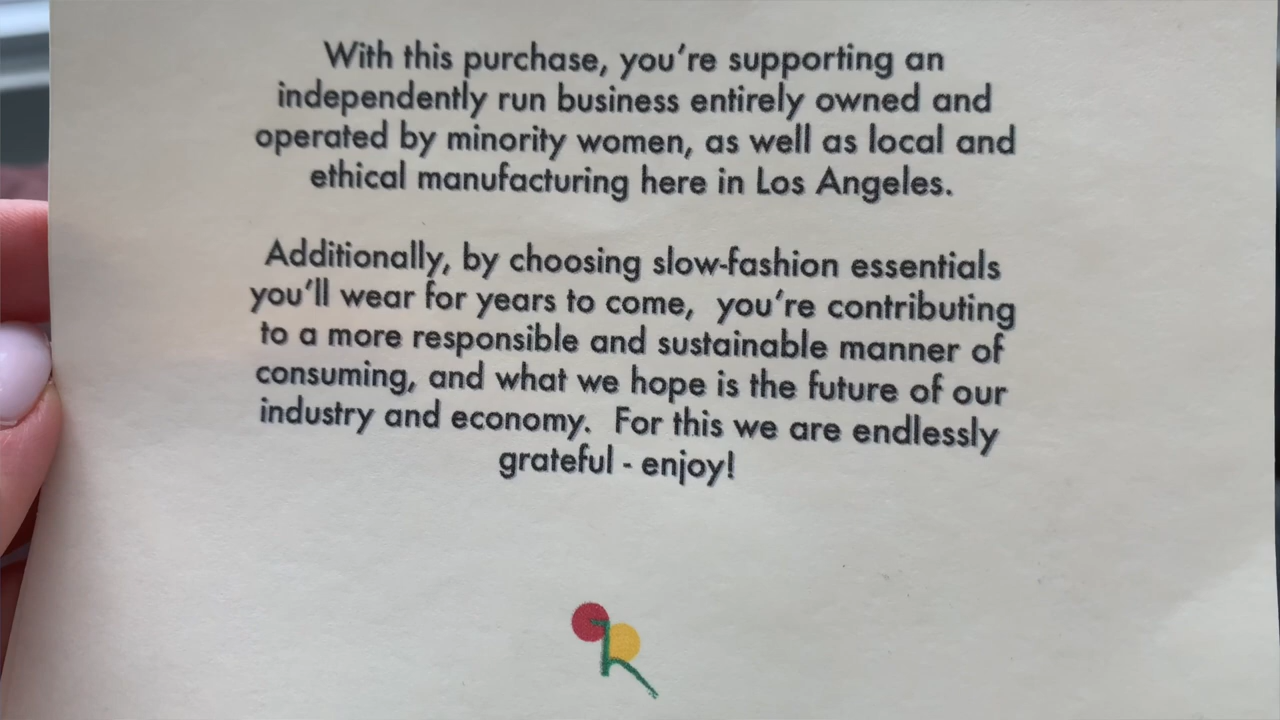 With this purchase, you're supporting an
independently run business entirely owned and
operated by minority women, as well as local and
ethical manufacturing here in Los Angeles.
Additionally, by choosing slow-fashion essentials
you'll wear for years to come,  you're contributing
to a more responsible and sustainable manner of
consuming, and what we hope is the future of our
industry and economy.  For this we are endlessly
grateful - enjoy!